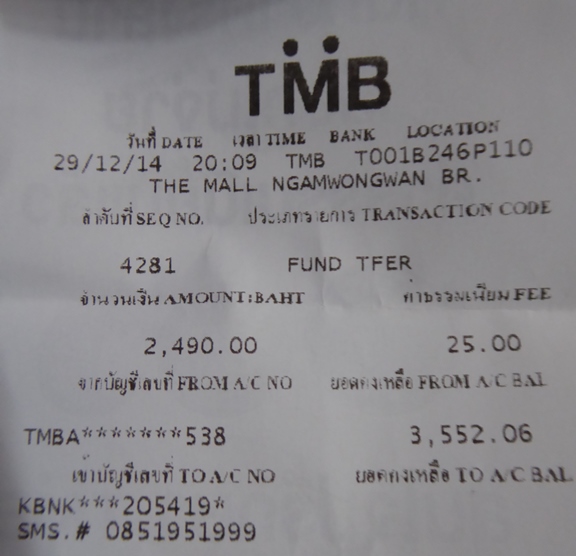 TMB
วันที่ DATE เวลา TIME BANK LOCATION
29/12/14 20:09 TMB T001B246P110
THE MALL NGAMWONGWAN BR.
ลำดับที่ SEQ NO. ประเภทรายการ TRANSACTION CODE
4281 FUND TFER
จำนวนเงิน AMOUNT:BAHT ค่าธรรมเนียม FEE
2,490.00 25.00
จากบัญชีเลขที่ FROM A/C NO ยอดคงเหลือ FROM A/C BAL
TMBA*******538 3,552.06
เข้าบัญชีเลขที่ TO A/C NO ยอดคงเหลือ TO A/C BAL
KBNK***205419*
SMS.# 0851951999